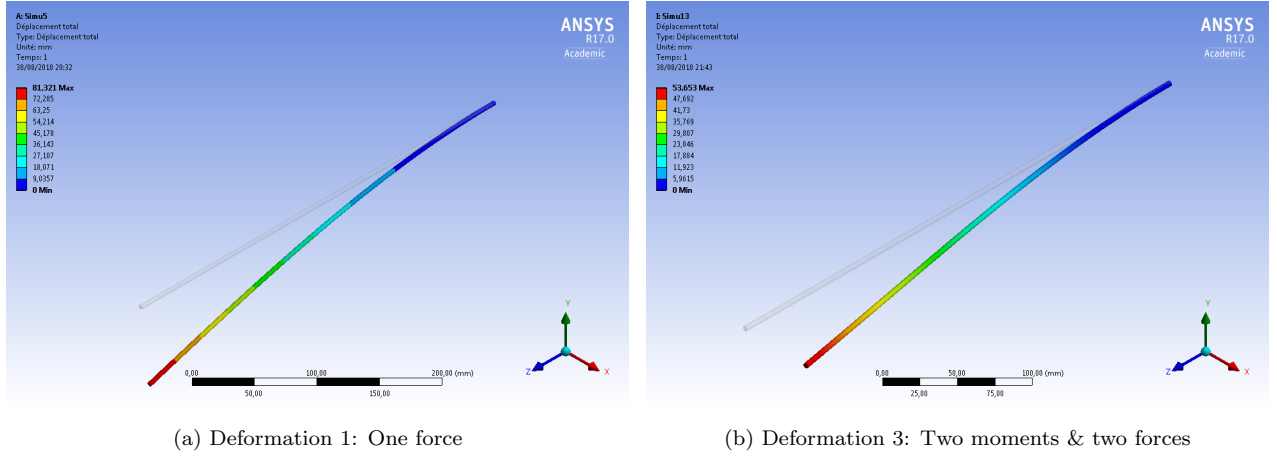 A: Simu5
Déplacement total
Type: Déplacement total
Unité: mm
Temps: 1
30/08/2018 20:32
81,321 Max
72,285
63,25
54,214
45,178
36,143
27,107
18,071
9,0357
0 Min
ANSYS
R17.0
Academic
Y
Z
X
0,00
100,00
200,00 (mm)
50,00
150,00
(a) Deformation 1: One force
I: Simu13
Déplacement total
Type: Déplacement total
Unité: mm
Temps: 1
30/08/2018 21:43
53,653 Max
47,692
41,73
35,769
29,807
23,846
17,884
11,923
5,9615
0 Min
ANSYS
R17.0
Academic
Y
Z
X
0,00
50,00
100,00 (mm)
25,00
75,00
(b) Deformation 3: Two moments & two forces